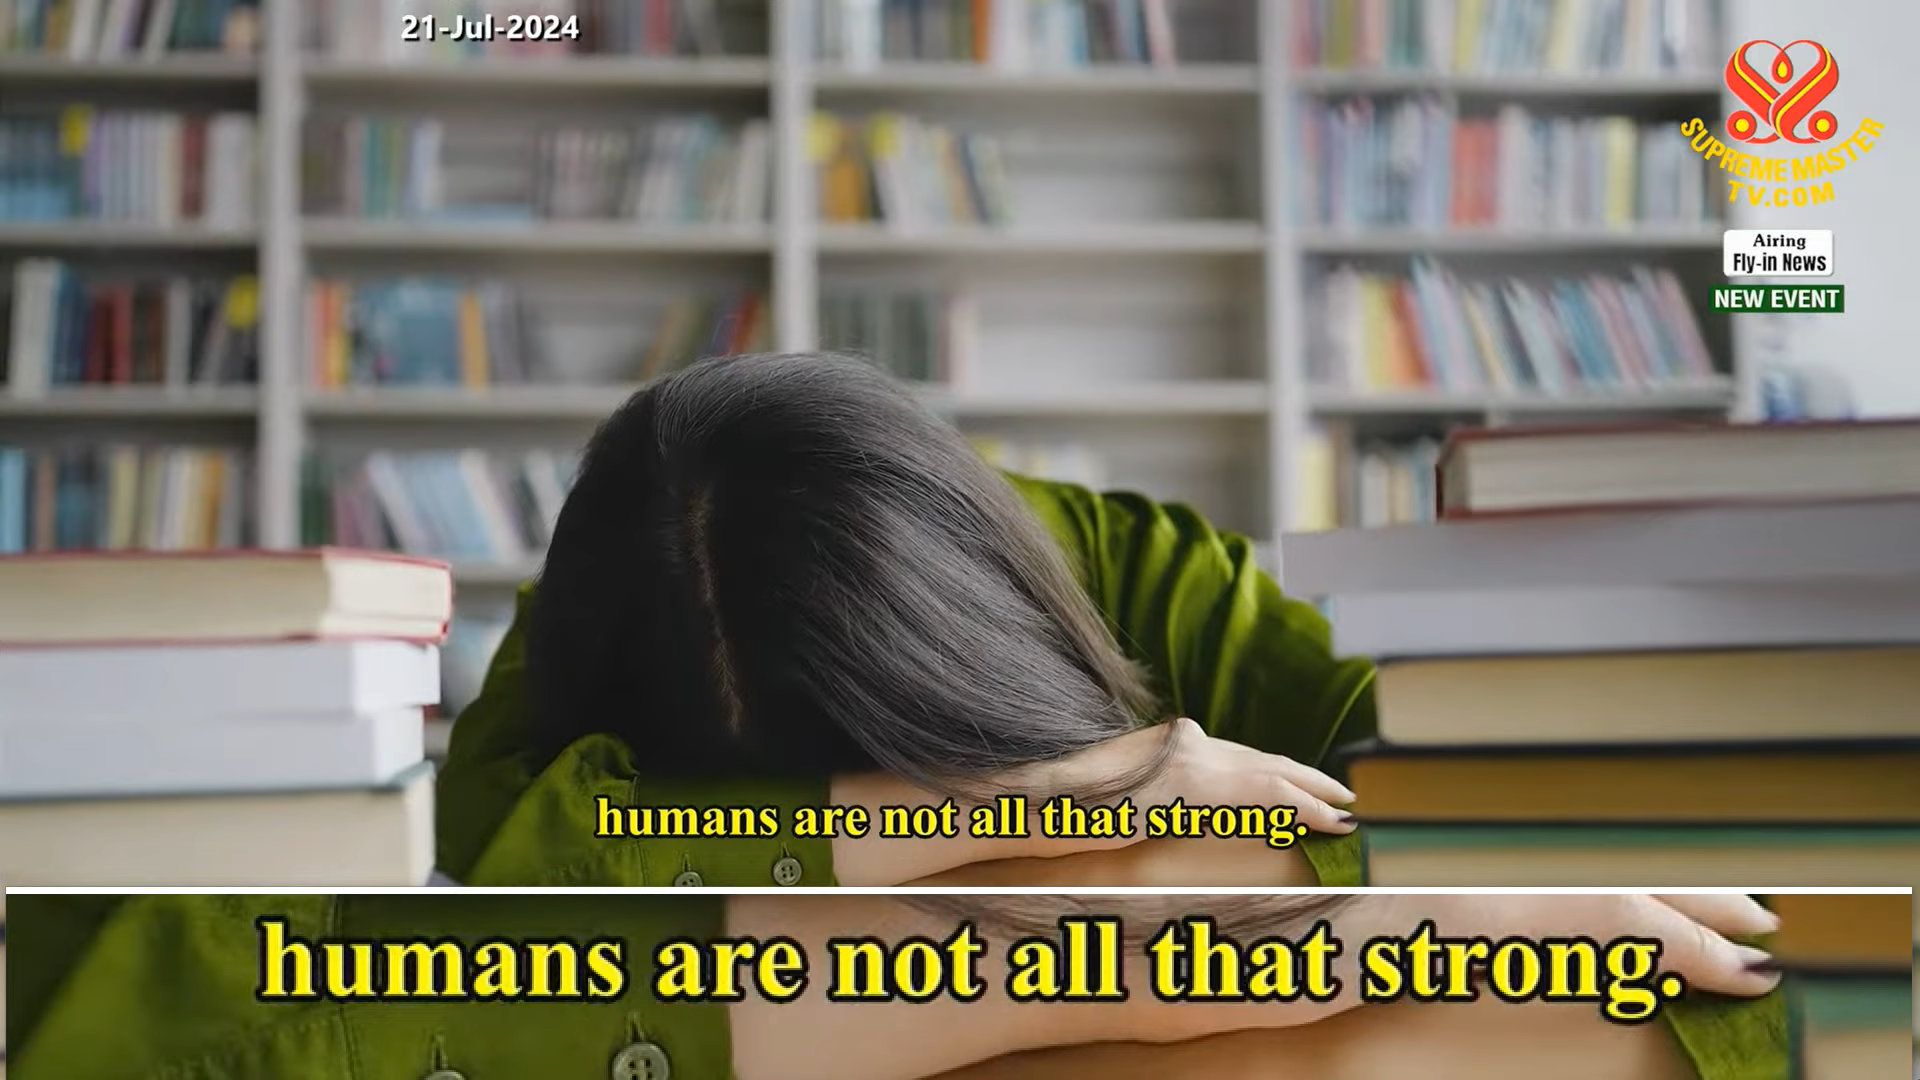 21-Jul-2024
SUPREME MASTER
TV.COM
Airing
Fly-in News
NEW EVENT
humans are not all that strong.
humans are not all that strong.